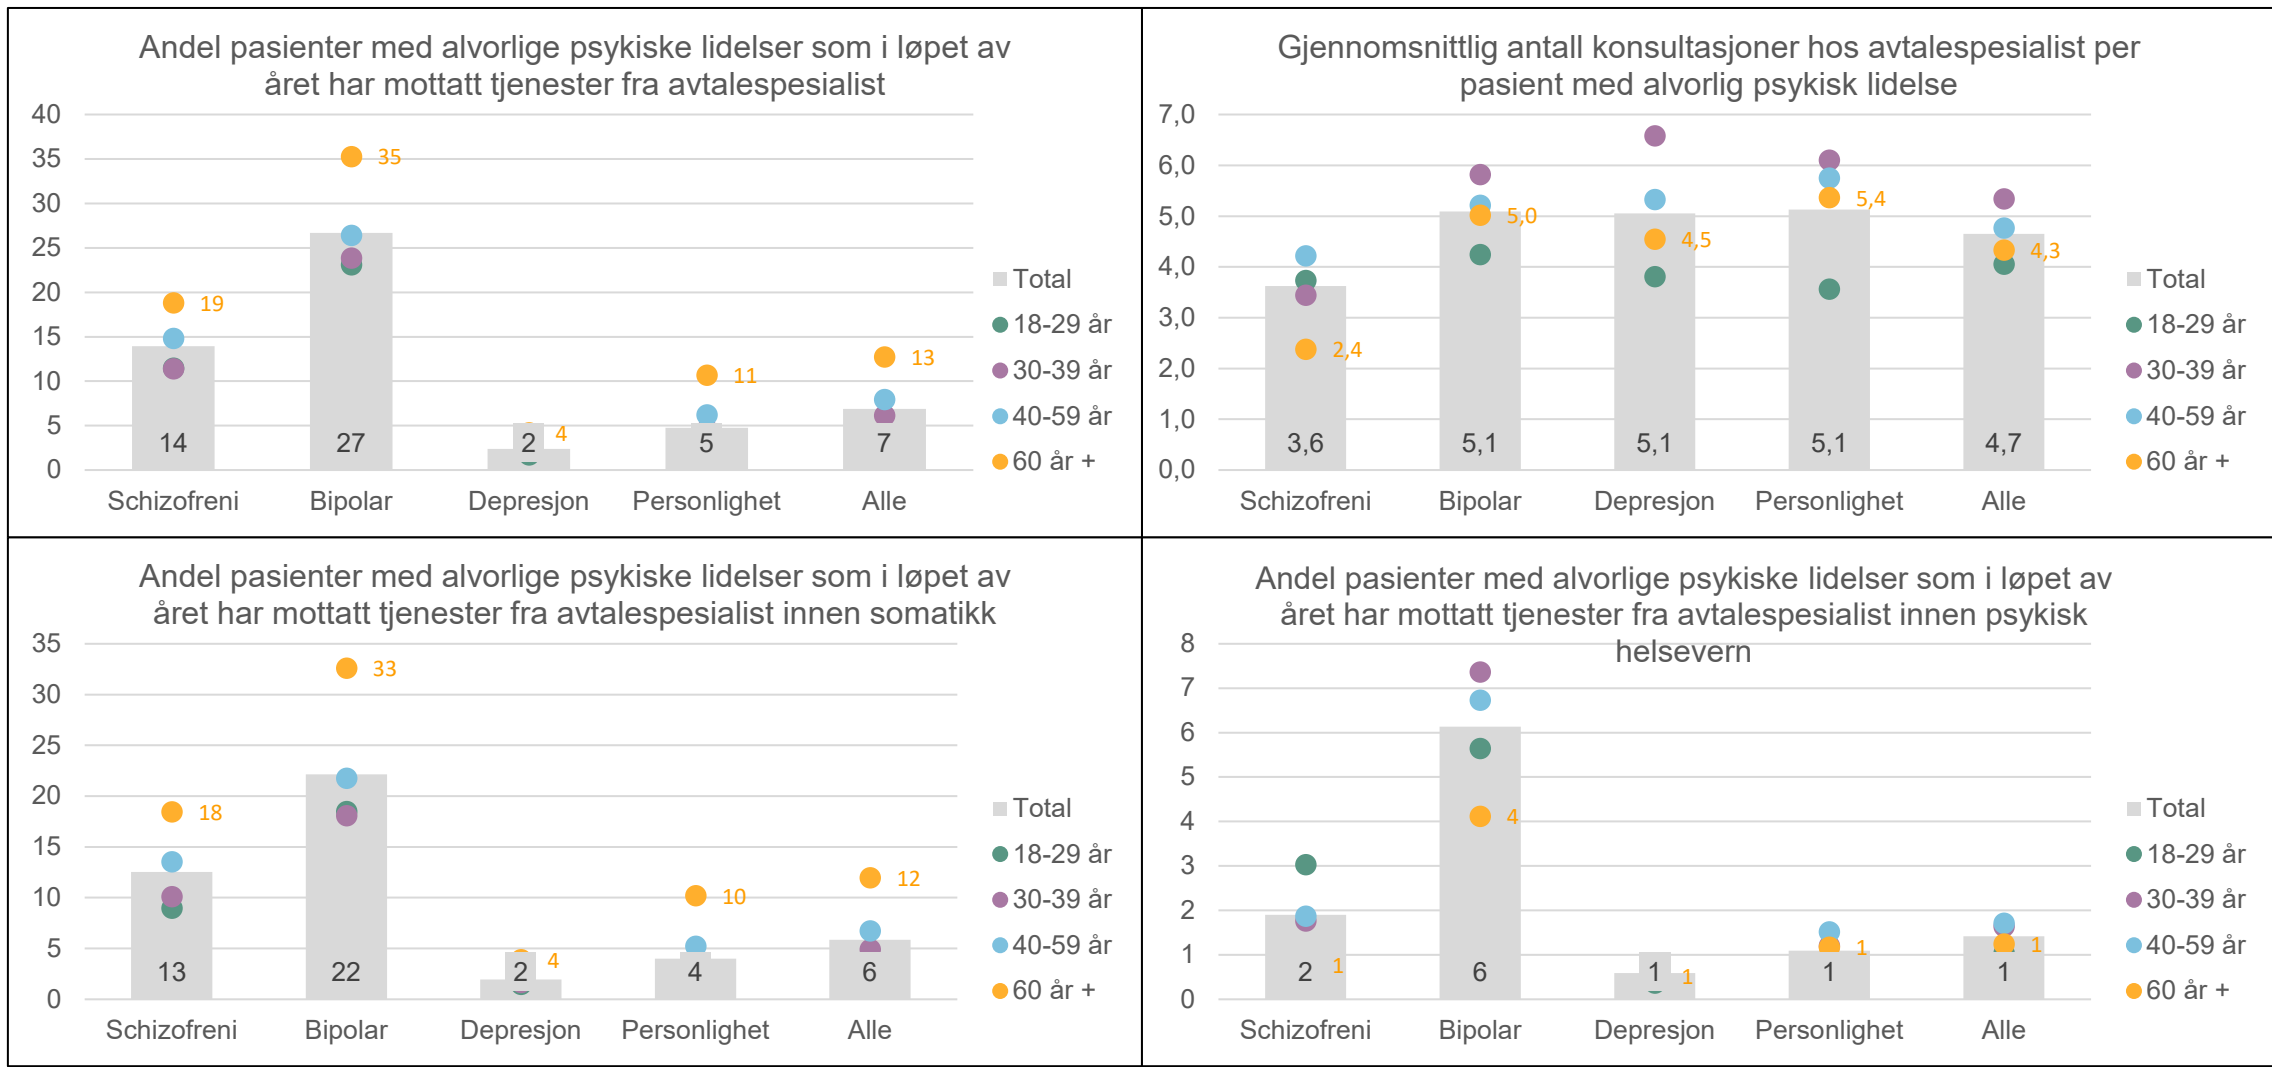 Andel pasienter med alvorlige psykiske lidelser som i løpet av
året har mottatt tjenester fra avtalespesialist
40
35
30
25
20
15
10
5
0
35
19
13
11
4
14
27
2
5
7
Schizofreni
Bipolar
Depresjon
Personlighet
Alle
Total
18-29 år
30-39 år
40-59 år
60 år +
Gjennomsnittlig antall konsultasjoner hos avtalespesialist per
pasient med alvorlig psykisk lidelse
7,0
6,0
5,0
4,0
3,0
2,0
1,0
0,0
2,4
5,0
4,5
5,4
4,3
3,6
5,1
5,1
5,1
4,7
Schizofreni
Bipolar
Depresjon
Personlighet
Alle
Total
18-29 år
30-39 år
40-59 år
60 år +
Andel pasienter med alvorlige psykiske lidelser som i løpet av
året har mottatt tjenester fra avtalespesialist innen somatikk
35
30
25
20
15
10
5
0
18
33
4
10
12
13
22
2
4
6
Schizofreni
Bipolar
Depresjon
Personlighet
Alle
Total
18-29 år
30-39 år
40-59 år
60 år +
Andel pasienter med alvorlige psykiske lidelser som i løpet av
året har mottatt tjenester fra avtalespesialist innen psykisk
helsevern
8
7
6
5
4
3
2
1
0
1
4
1
1
1
2
6
1
1
1
Schizofreni
Bipolar
Depresjon
Personlighet
Alle
Total
18-29 år
30-39 år
40-59 år
60 år +